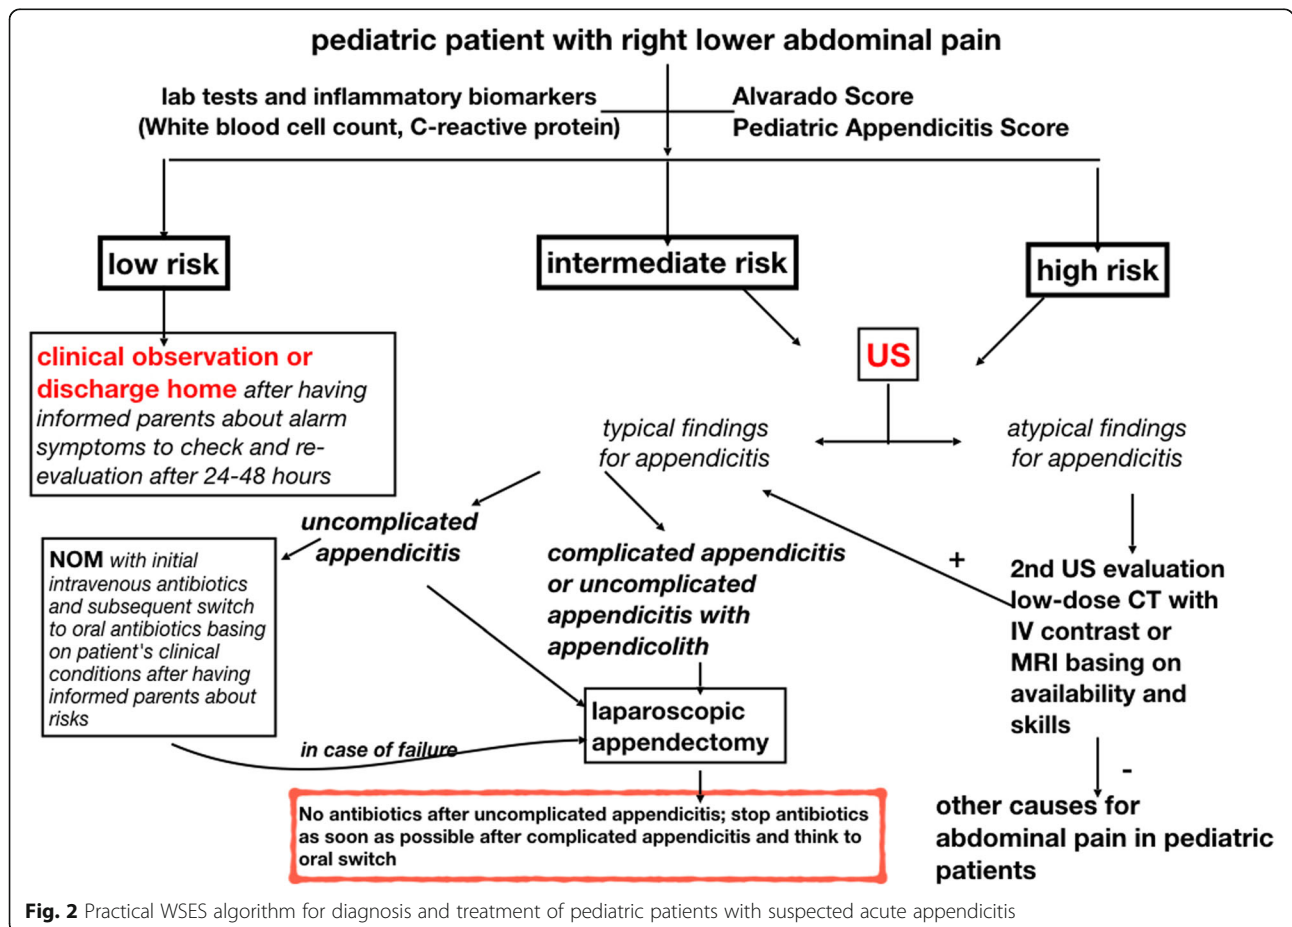 pediatric patient with right lower abdominal pain
lab tests and inflammatory biomarkers
(White blood cell count, C-reactive protein)
Alvarado Score
Pediatric Appendicitis Score
low risk
intermediate risk
high risk
clinical observation or
discharge home after having
informed parents about alarm
symptoms to check and re-
evaluation after 24-48 hours
US
typical findings
for appendicitis
atypical findings
for appendicitis
uncomplicated
appendicitis
NOM with initial
intravenous antibiotics
and subsequent switch
to oral antibiotics basing
on patient's clinical
conditions after having
informed parents about
risks
complicated appendicitis
or uncomplicated
appendicitis with
appendicolith
+
2nd US evaluation
low-dose CT with
IV contrast or
MRI basing on
availability and
skills
laparoscopic
appendectomy
in case of failure
-
No antibiotics after uncomplicated appendicitis; stop antibiotics
as soon as possible after complicated appendicitis and think to
oral switch
other causes for
abdominal pain in pediatric
patients
Fig. 2 Practical WSES algorithm for diagnosis and treatment of pediatric patients with suspected acute appendicitis